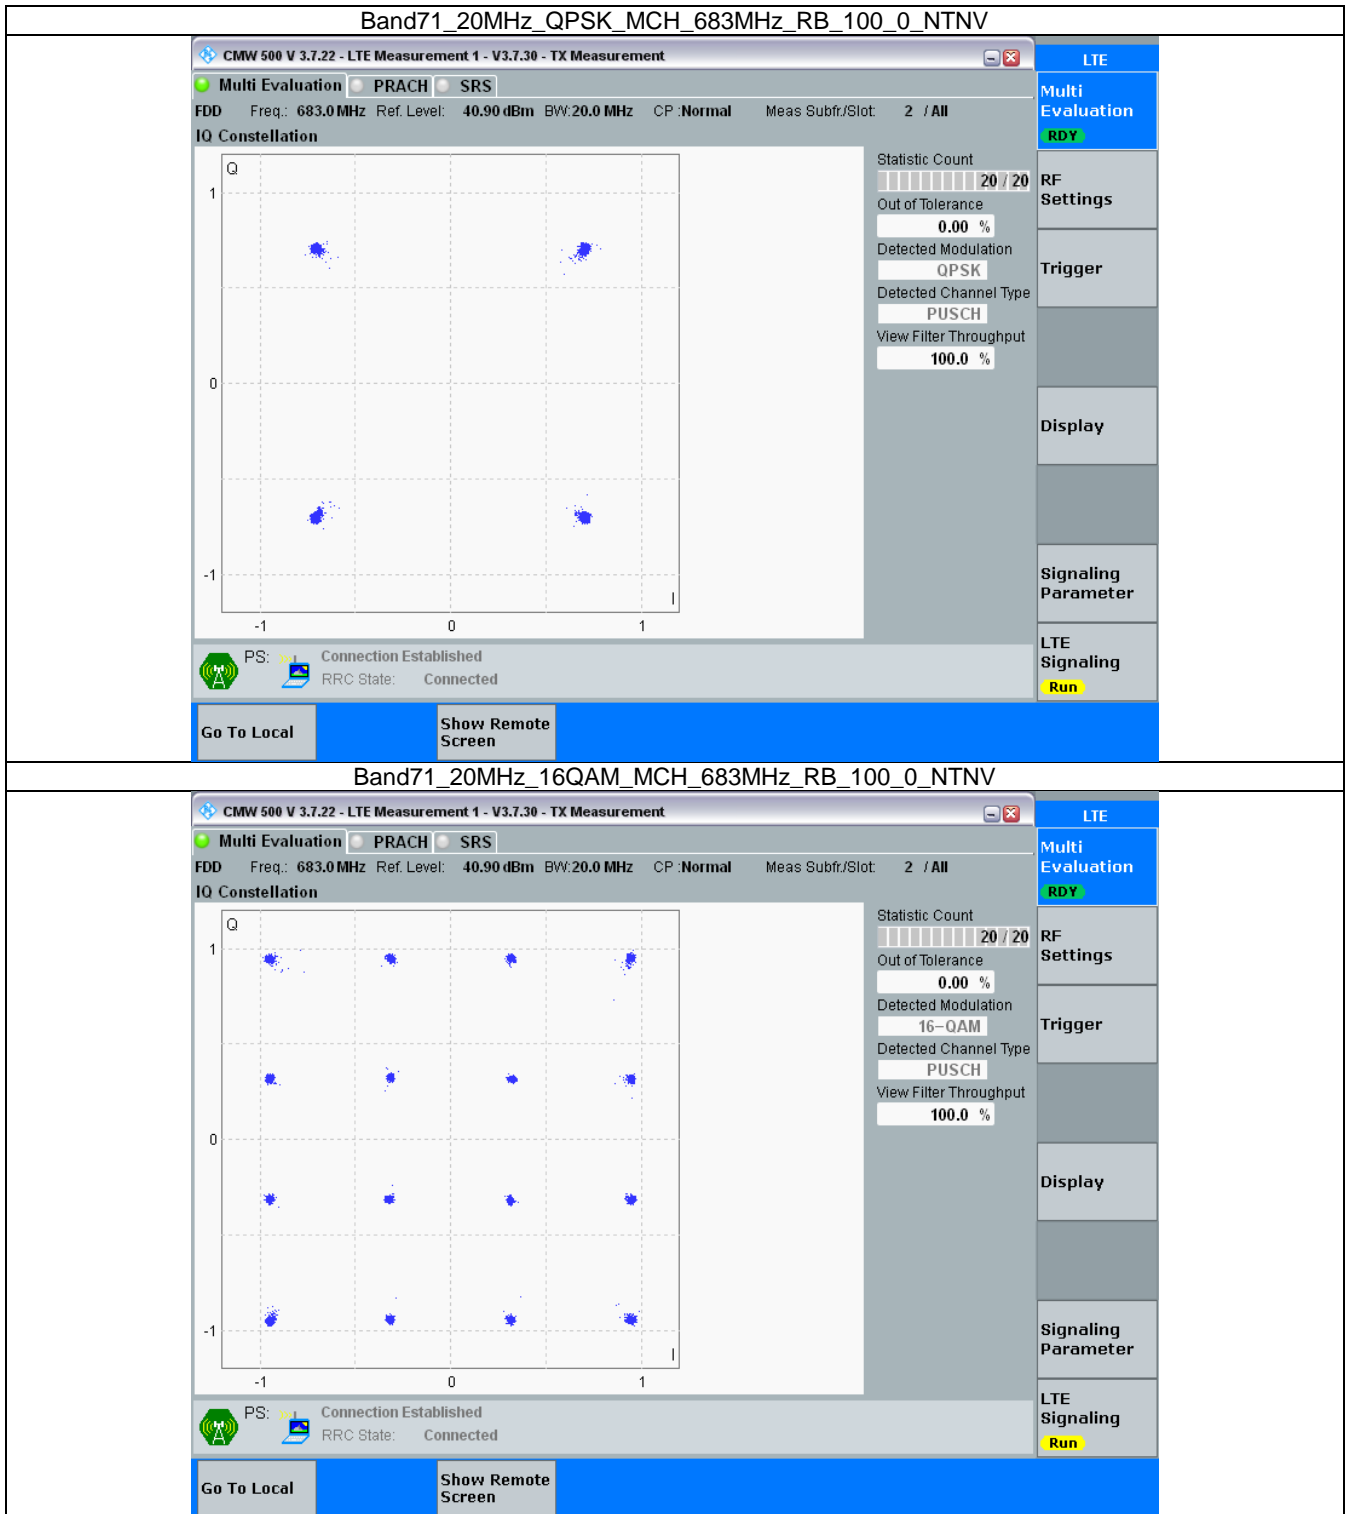 Band71_20MHz_QPSK_MCH_683MHz_RB_100_0_NTNV
CMW 500 V 3.7.22 - LTE Measurement 1 - V3.7.30 - TX Measurement
LTE
Multi Evaluation PRACH SRS
Multi
Evaluation
RDY
FDD Freq.: 683.0 MHz Ref. Level: 40.90 dBm BW: 20.0 MHz CP : Normal Meas Subfr./Slot: 2 / All
IQ Constellation
Q
1
0
-1
I
-1 0 1
Statistic Count
20 / 20
Out of Tolerance
0.00 %
Detected Modulation
QPSK
Detected Channel Type
PUSCH
View Filter Throughput
100.0 %
RF
Settings
Trigger
Display
Signaling
Parameter
LTE
Signaling
Run
PS: Connection Established
RRC State: Connected
Go To Local
Show Remote
Screen
Band71_20MHz_16QAM_MCH_683MHz_RB_100_0_NTNV
CMW 500 V 3.7.22 - LTE Measurement 1 - V3.7.30 - TX Measurement
LTE
Multi Evaluation PRACH SRS
Multi
Evaluation
RDY
FDD Freq.: 683.0 MHz Ref. Level: 40.90 dBm BW: 20.0 MHz CP : Normal Meas Subfr./Slot: 2 / All
IQ Constellation
Q
1
0
-1
I
-1 0 1
Statistic Count
20 / 20
Out of Tolerance
0.00 %
Detected Modulation
16-QAM
Detected Channel Type
PUSCH
View Filter Throughput
100.0 %
RF
Settings
Trigger
Display
Signaling
Parameter
LTE
Signaling
Run
PS: Connection Established
RRC State: Connected
Go To Local
Show Remote
Screen